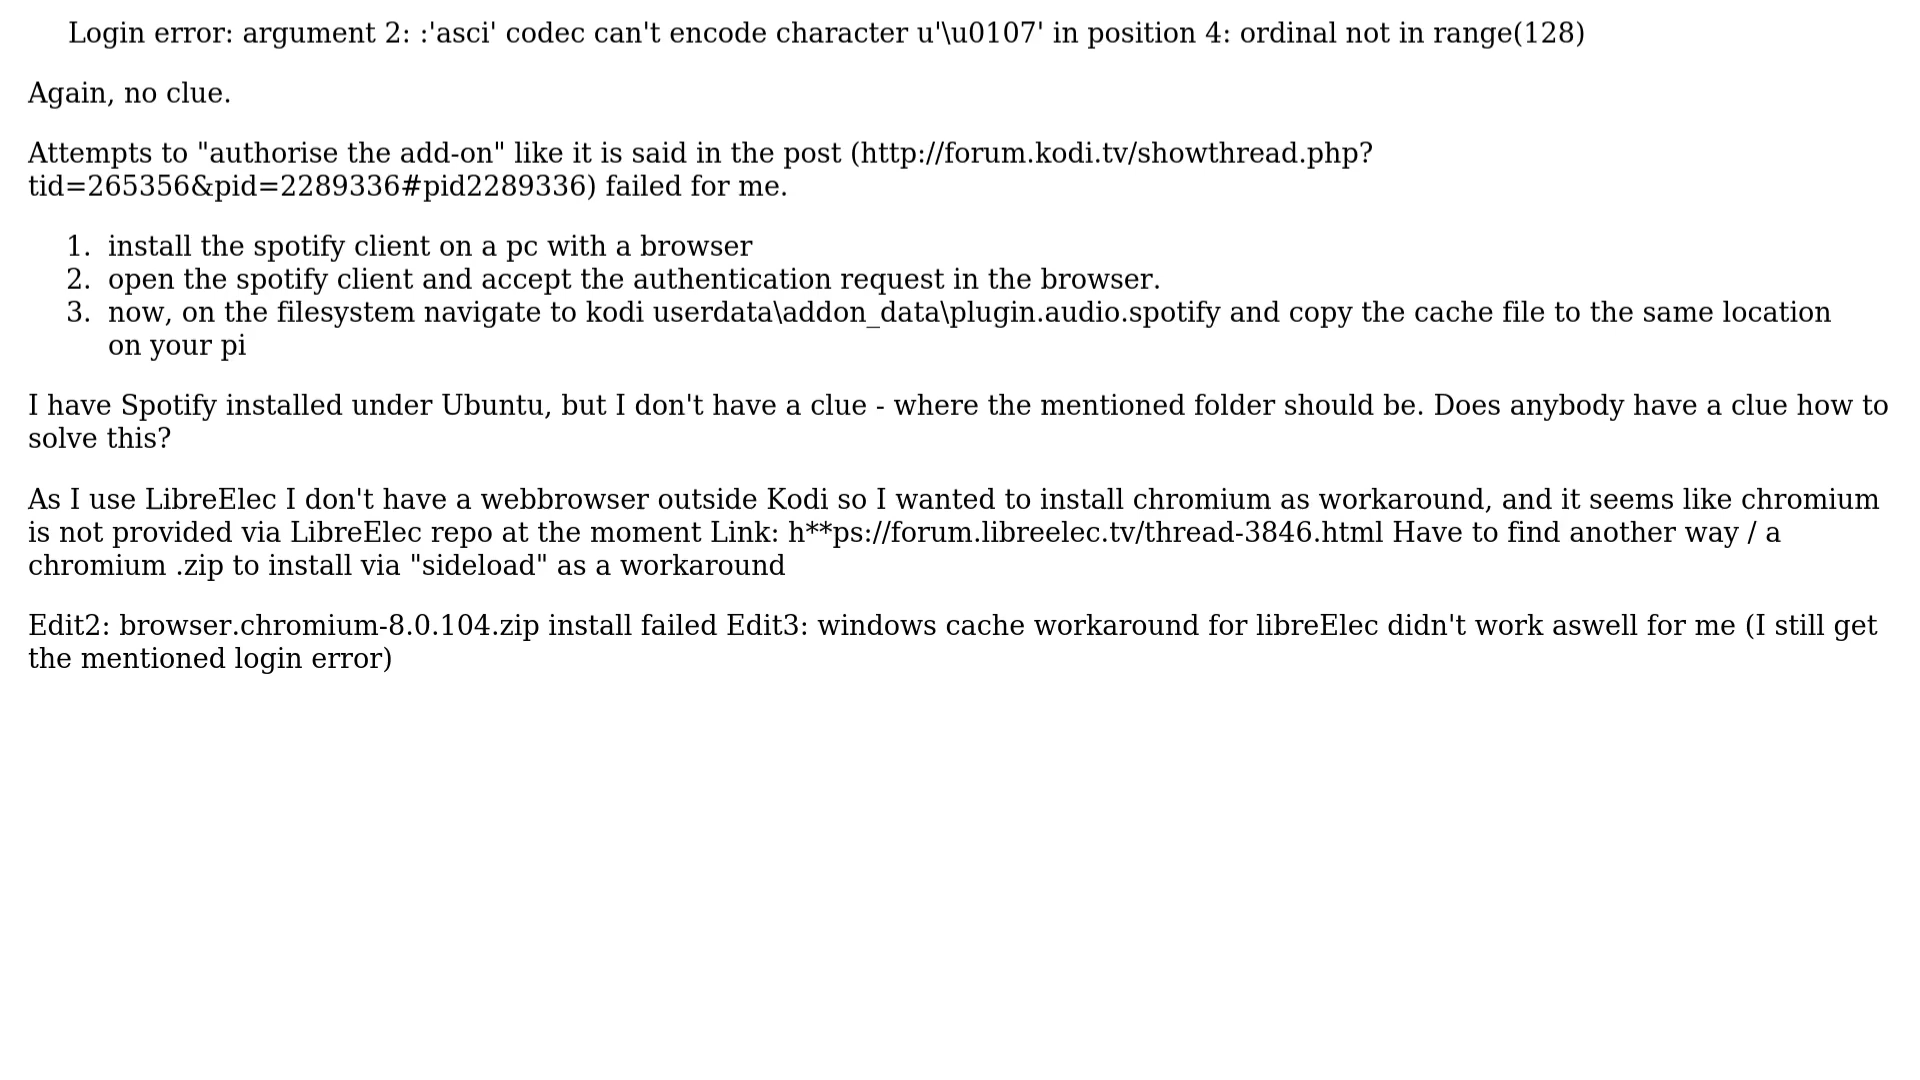 Login error: argument 2: :'asci' codec can't encode character u'\u0107' in position 4: ordinal not in range(128)
Again, no clue.
Attempts to "authorise the add-on" like it is said in the post (http://forum.kodi.tv/showthread.php?
tid=265356&pid=2289336#pid2289336) failed for me.
1. install the spotify client on a pc with a browser
2. open the spotify client and accept the authentication request in the browser.
3. now, on the filesystem navigate to kodi userdata\addon_data\plugin.audio.spotify and copy the cache file to the same location
on your pi
I have Spotify installed under Ubuntu, but I don't have a clue - where the mentioned folder should be. Does anybody have a clue how to
solve this?
As I use LibreElec I don't have a webbrowser outside Kodi so I wanted to install chromium as workaround, and it seems like chromium
is not provided via LibreElec repo at the moment Link: h**ps://forum.libreelec.tv/thread-3846.html Have to find another way / a
chromium .zip to install via "sideload" as a workaround
Edit2: browser.chromium-8.0.104.zip install failed Edit3: windows cache workaround for libreElec didn't work aswell for me (I still get
the mentioned login error)